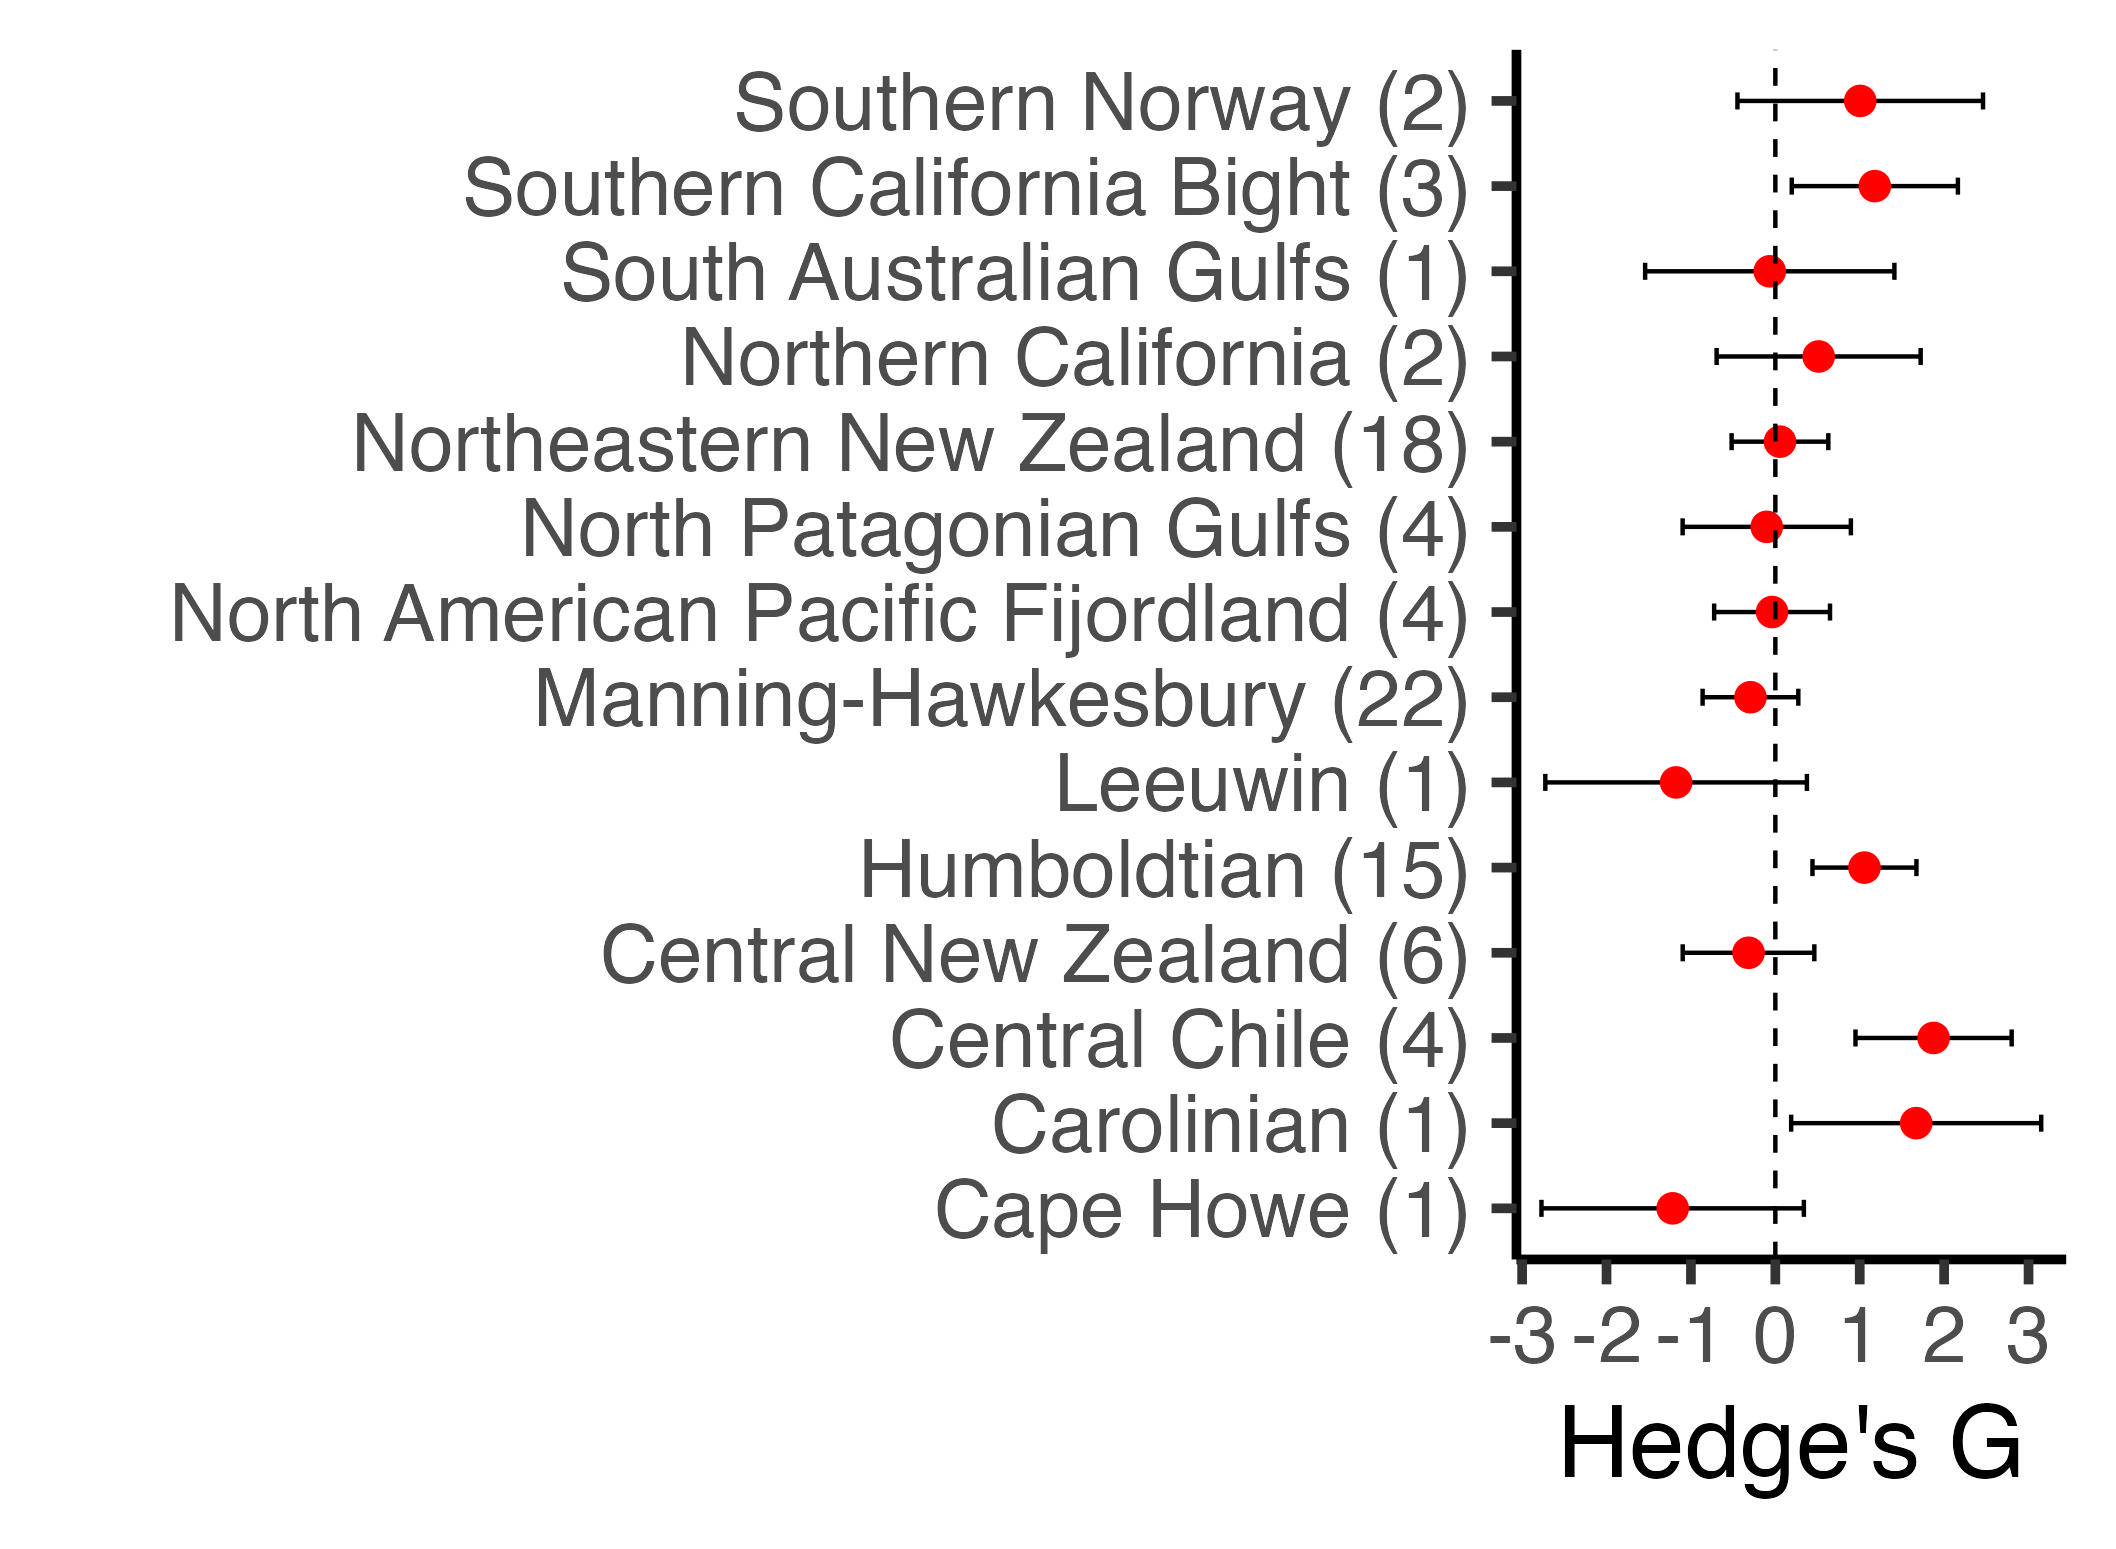 Southern Norway (2)
Southern California Bight (3)
South Australian Gulfs (1)
Northern California (2)
Northeastern New Zealand (18)
North Patagonian Gulfs (4)
North American Pacific Fijordland (4)
Manning-Hawkesbury (22)
Leeuwin (1)
Humboldtian (15)
Central New Zealand (6)
Central Chile (4)
Carolinian (1)
Cape Howe (1)
-3 -2 -1 0 1 2 3
Hedge's G